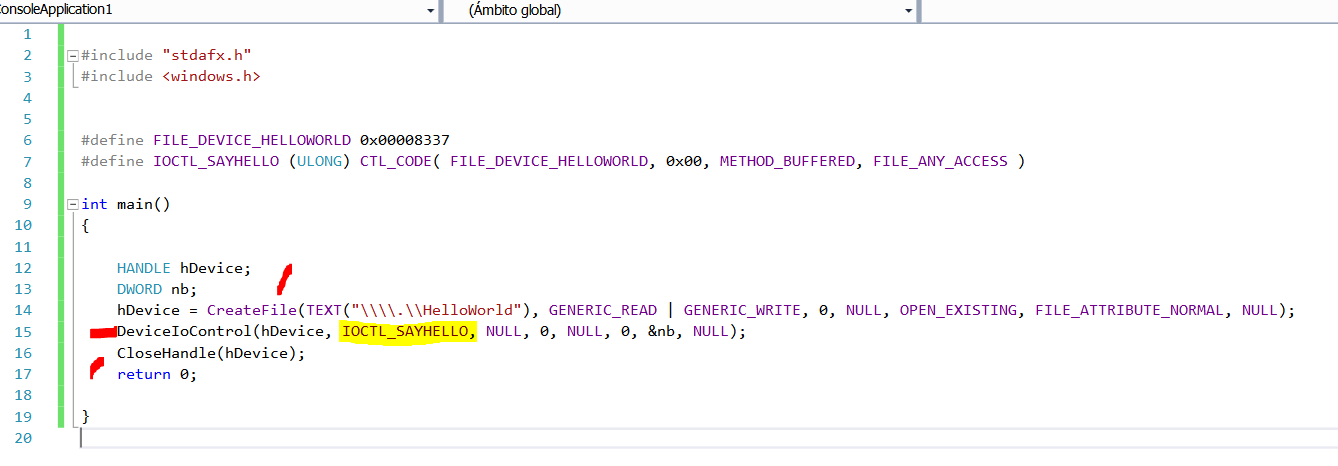 ConsoleApplication1 (Ámbito global)
1
2 #include "stdafx.h"
3 #include <windows.h>
4
5
6 #define FILE_DEVICE_HELLOWORLD 0x00008337
7 #define IOCTL_SAYHELLO (ULONG) CTL_CODE( FILE_DEVICE_HELLOWORLD, 0x00, METHOD_BUFFERED, FILE_ANY_ACCESS )
8
9 int main()
10 {
11
12 HANDLE hDevice;
13 DWORD nb;
14 hDevice = CreateFile(TEXT("\\\\.\\HelloWorld"), GENERIC_READ | GENERIC_WRITE, 0, NULL, OPEN_EXISTING, FILE_ATTRIBUTE_NORMAL, NULL);
15 DeviceIoControl(hDevice, IOCTL_SAYHELLO, NULL, 0, NULL, 0, &nb, NULL);
16 CloseHandle(hDevice);
17 return 0;
18
19 }
20